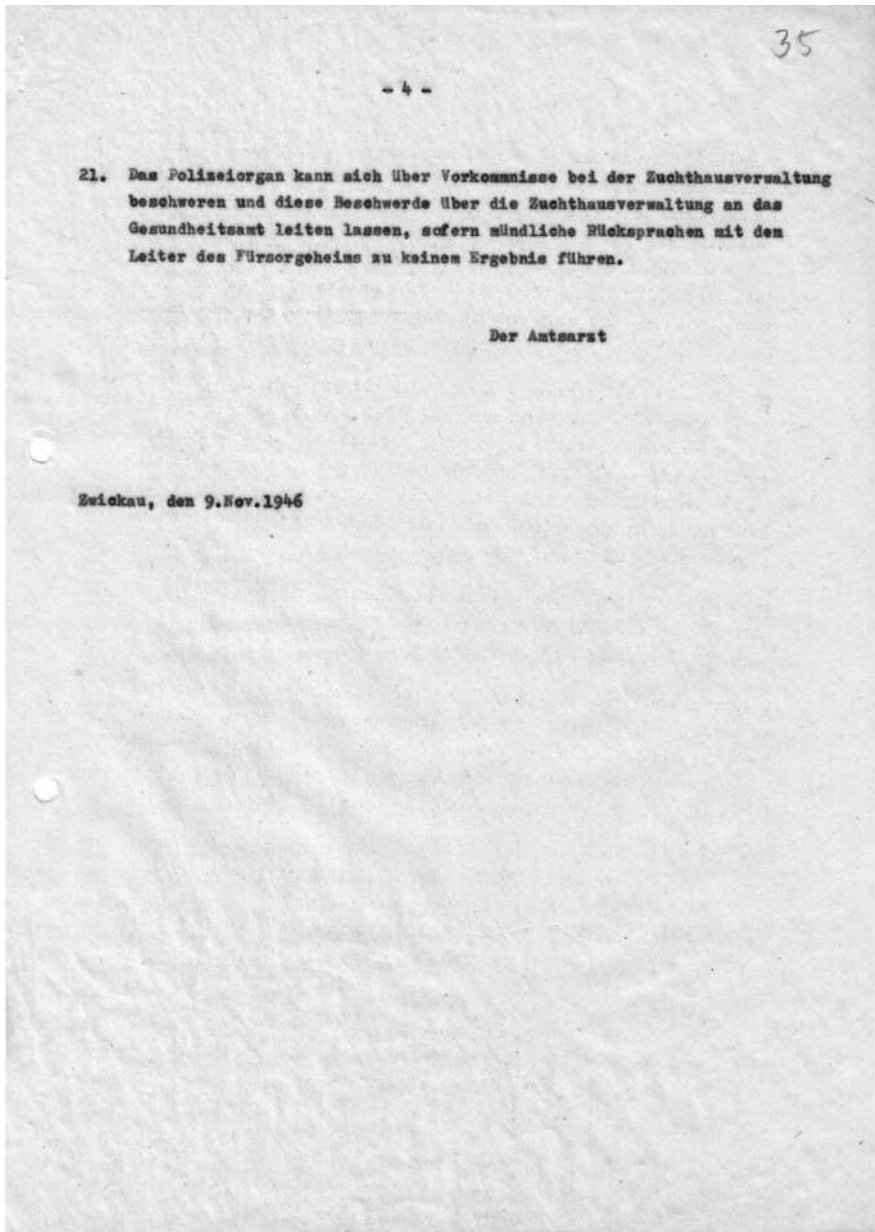 35
- 4 -
21. Das Polizeiorgan kann sich über Vorkommnisse bei der Zuchthausverwaltung
beschweren und diese Beschwerde über die Zuchthausverwaltung an das
Gesundheitsamt leiten lassen, sofern mündliche Rücksprachen mit dem
Leiter des Fürsorgeheims zu keinem Ergebnis führen.
Der Amtsarzt
Zwickau, den 9.Nov.1946